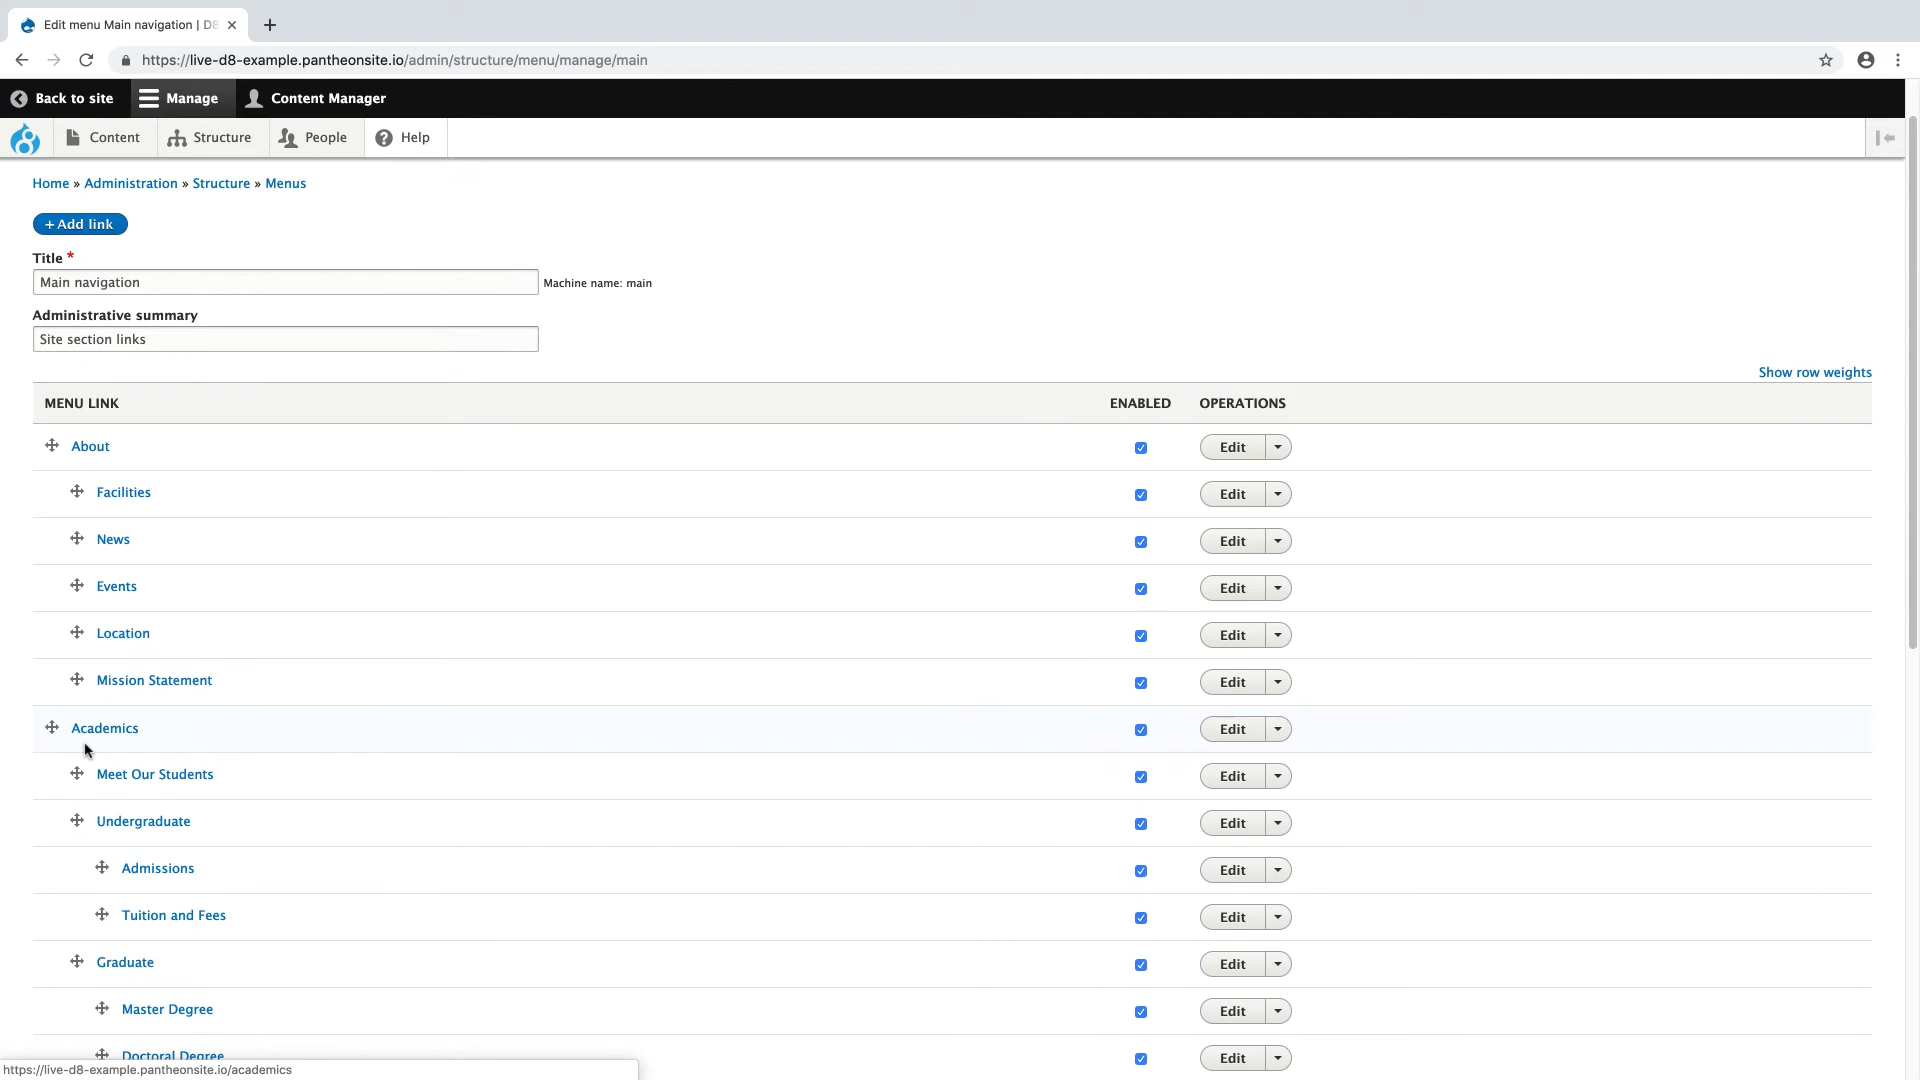 Edit menu Main navigation | D8
https://live-d8-example.pantheonsite.io/admin/structure/menu/manage/main
Back to site Manage Content Manager
Content Structure People Help
Home » Administration » Structure » Menus
+ Add link
Title *
Main navigation Machine name: main
Administrative summary
Site section links
Show row weights
MENU LINK ENABLED OPERATIONS
About Edit
Facilities Edit
News Edit
Events Edit
Location Edit
Mission Statement Edit
Academics Edit
Meet Our Students Edit
Undergraduate Edit
Admissions Edit
Tuition and Fees Edit
Graduate Edit
Master Degree Edit
Doctoral Degree Edit
https://live-d8-example.pantheonsite.io/academics